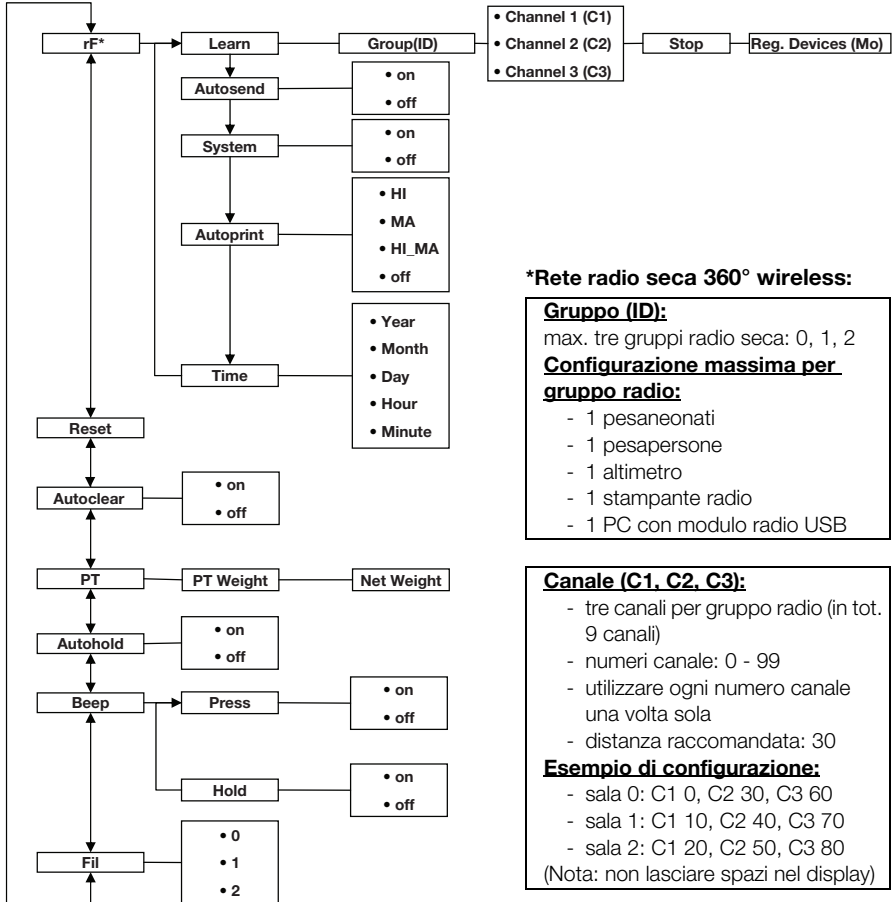 rF*
Learn
Group(ID)
• Channel 1 (C1)
• Channel 2 (C2)
• Channel 3 (C3)
Stop
Reg. Devices (Mo)
Autosend
• on
• off
System
• on
• off
Autoprint
• HI
• MA
• HI_MA
• off
Time
• Year
• Month
• Day
• Hour
• Minute
Reset
Autoclear
• on
• off
PT
PT Weight
Net Weight
Autohold
• on
• off
Beep
Press
• on
• off
Hold
• on
• off
Fil
• 0
• 1
• 2
*Rete radio seca 360° wireless:
Gruppo (ID):
max. tre gruppi radio seca: 0, 1, 2
Configurazione massima per
gruppo radio:
- 1 pesaneonati
- 1 pesapersone
- 1 altimetro
- 1 stampante radio
- 1 PC con modulo radio USB
Canale (C1, C2, C3):
- tre canali per gruppo radio (in tot.
9 canali)
- numeri canale: 0 - 99
- utilizzare ogni numero canale
una volta sola
- distanza raccomandata: 30
Esempio di configurazione:
- sala 0: C1 0, C2 30, C3 60
- sala 1: C1 10, C2 40, C3 70
- sala 2: C1 20, C2 50, C3 80
(Nota: non lasciare spazi nel display)